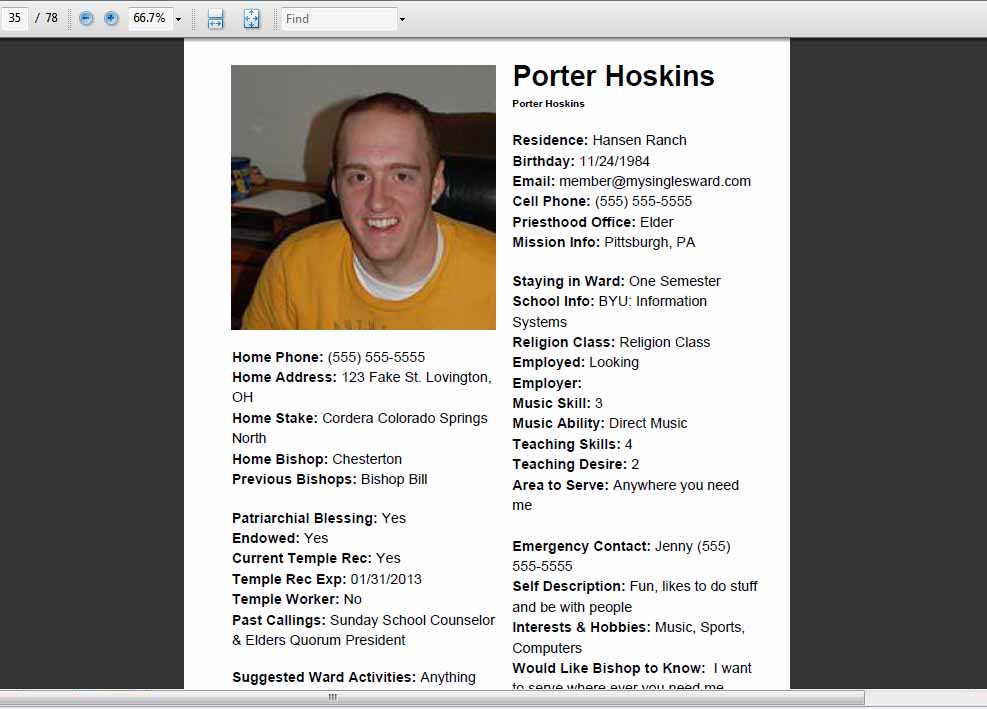 35 / 78 66.7% Find
Porter Hoskins
Porter Hoskins
Residence: Hansen Ranch
Birthday: 11/24/1984
Email: member@mysinglesward.com
Cell Phone: (555) 555-5555
Priesthood Office: Elder
Mission Info: Pittsburgh, PA
Staying in Ward: One Semester
School Info: BYU: Information
Systems
Religion Class: Religion Class
Employed: Looking
Employer:
Music Skill: 3
Music Ability: Direct Music
Teaching Skills: 4
Teaching Desire: 2
Area to Serve: Anywhere you need
me
Emergency Contact: Jenny (555)
555-5555
Self Description: Fun, likes to do stuff
and be with people
Interests & Hobbies: Music, Sports,
Computers
Would Like Bishop to Know: I want
to serve where ever you need me
Home Phone: (555) 555-5555
Home Address: 123 Fake St. Lovington,
OH
Home Stake: Cordera Colorado Springs
North
Home Bishop: Chesterton
Previous Bishops: Bishop Bill
Patriarchial Blessing: Yes
Endowed: Yes
Current Temple Rec: Yes
Temple Rec Exp: 01/31/2013
Temple Worker: No
Past Callings: Sunday School Counselor
& Elders Quorum President
Suggested Ward Activities: Anything